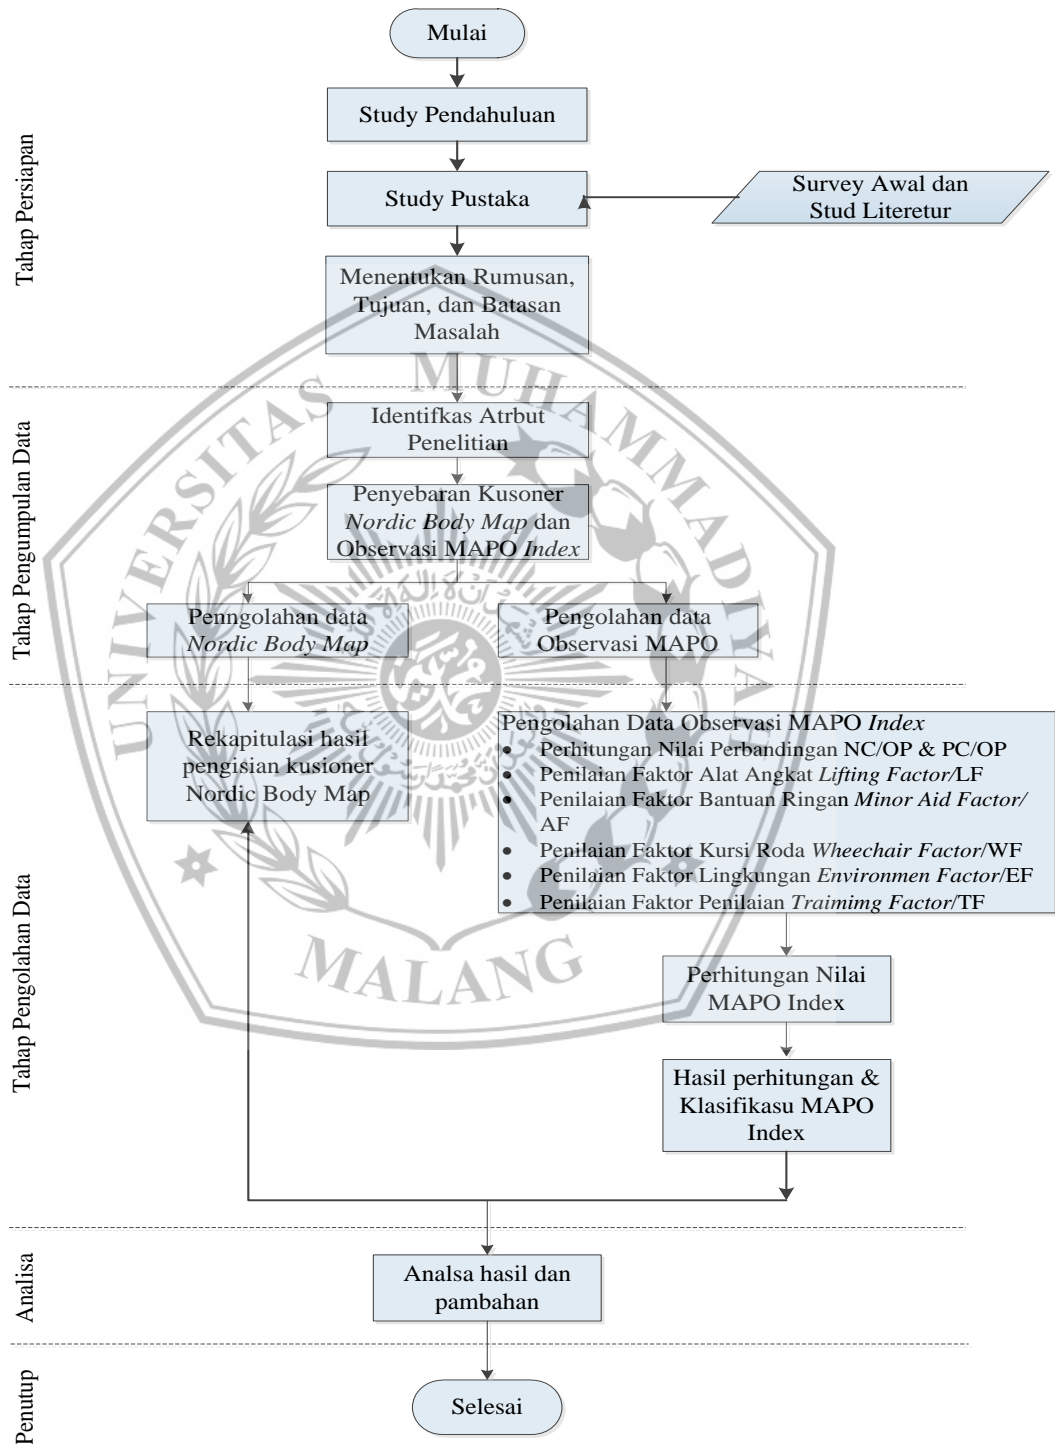 Mulai
Tahap Persiapan
Study Pendahuluan
Study Pustaka
Survey Awal dan
Stud Literetur
Menentukan Rumusan,
Tujuan, dan Batasan
Masalah
UNIVERSITAS MUHAMMADIYAH
MALANG
Tahap Pengumpulan Data
Identifkas Atrbut
Penelitian
Penyebaran Kusoner
Nordic Body Map dan
Observasi MAPO Index
Penngolahan data
Nordic Body Map
Pengolahan data
Observasi MAPO
Tahap Pengolahan Data
Rekapitulasi hasil
pengisian kusioner
Nordic Body Map
Pengolahan Data Observasi MAPO Index
• Perhitungan Nilai Perbandingan NC/OP & PC/OP
• Penilaian Faktor Alat Angkat Lifting Factor/LF
• Penilaian Faktor Bantuan Ringan Minor Aid Factor/
AF
• Penilaian Faktor Kursi Roda Wheechair Factor/WF
• Penilaian Faktor Lingkungan Environmen Factor/EF
• Penilaian Faktor Penilaian Traimimg Factor/TF
Perhitungan Nilai
MAPO Index
Hasil perhitungan &
Klasifikasu MAPO
Index
Analisa
Analsa hasil dan
pambahan
Penutup
Selesai